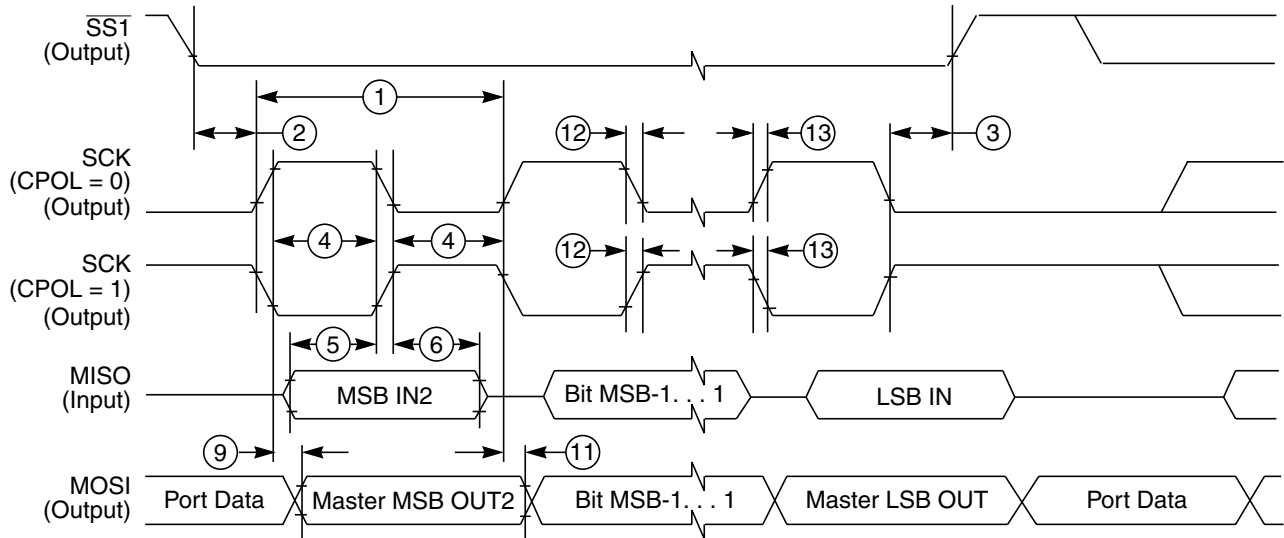 SS1
(Output)
1
2
12
13
3
SCK
(CPOL = 0)
(Output)
4
4
12
13
SCK
(CPOL = 1)
(Output)
5
6
MISO
(Input)
MSB IN2
Bit MSB-1. . . 1
LSB IN
9
11
MOSI
(Output)
Port Data
Master MSB OUT2
Bit MSB-1. . . 1
Master LSB OUT
Port Data